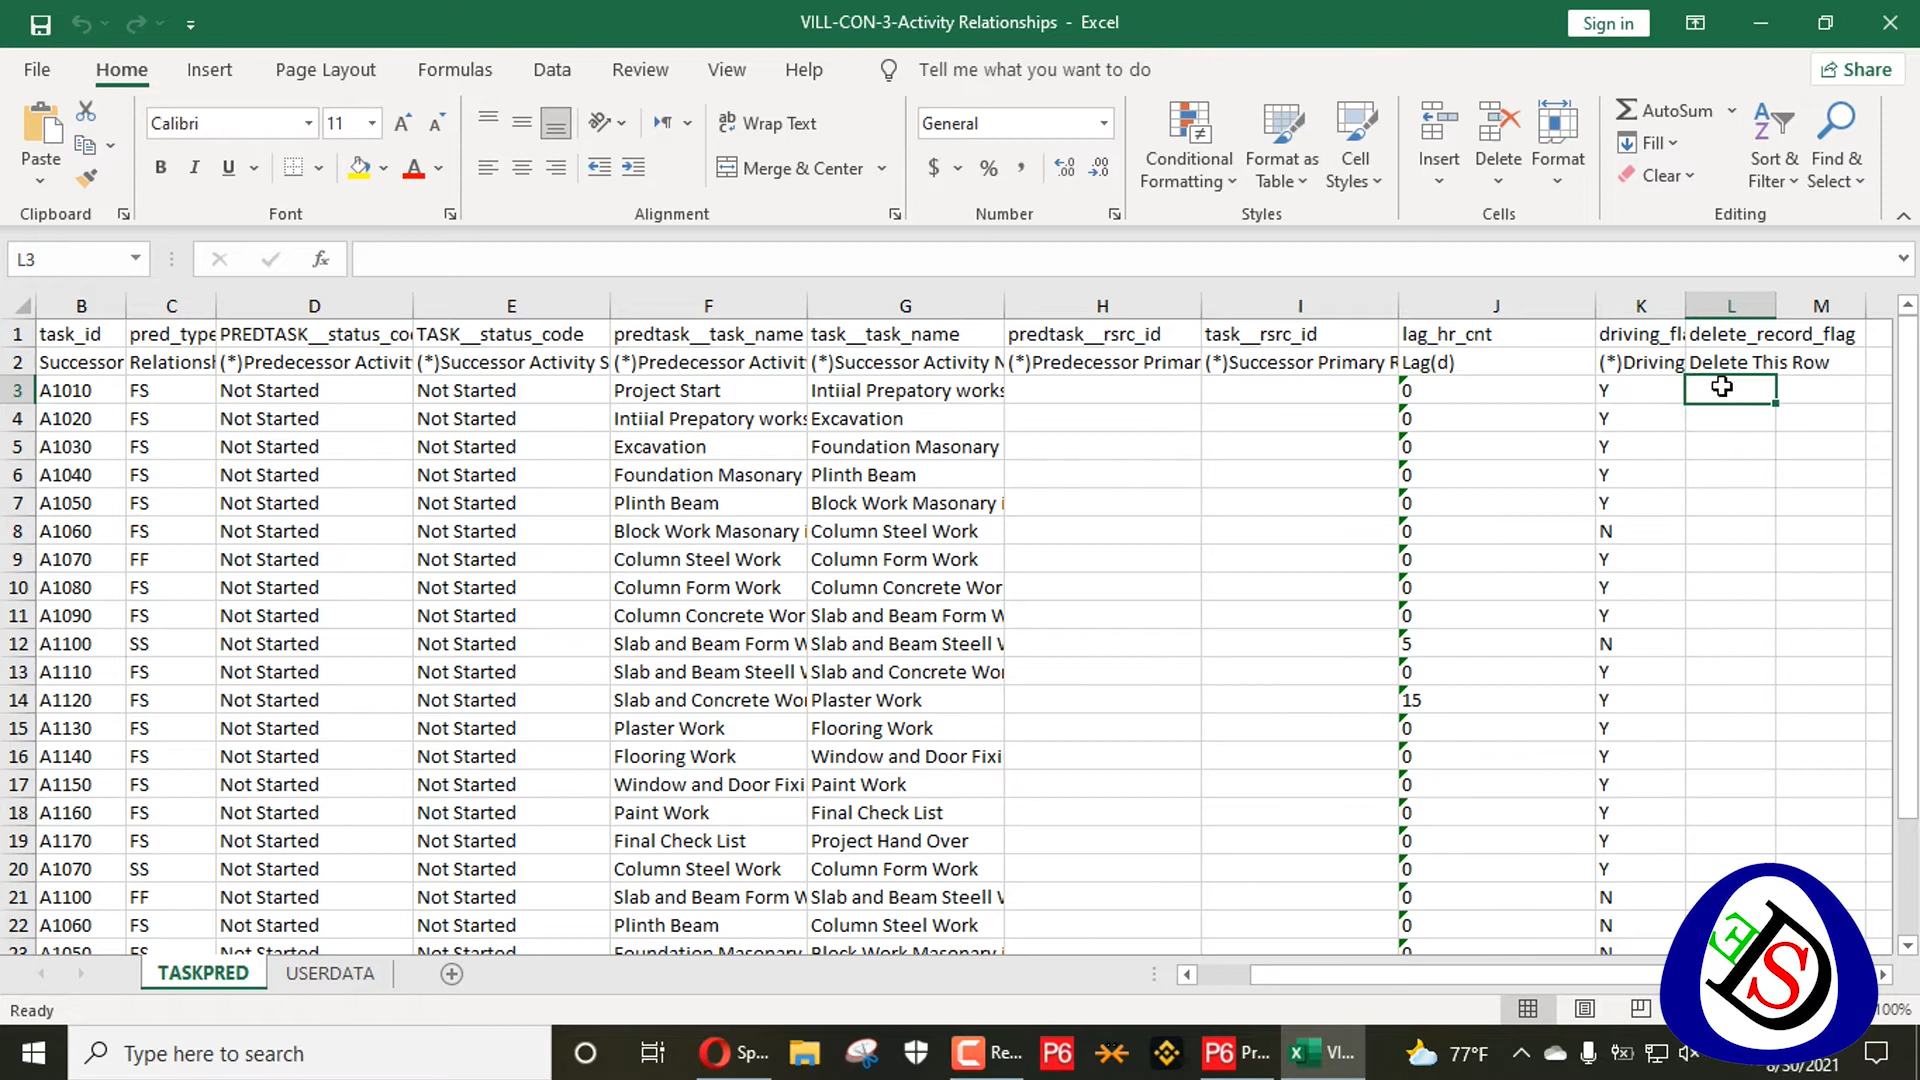 VILL-CON-3-Activity Relationships - Excel
Sign in
File Home Insert Page Layout Formulas Data Review View Help Tell me what you want to do Share
Paste
Clipboard
Calibri 11
B I U
Font
Wrap Text
Merge & Center
Alignment
General
$ % ,
Number
Conditional Formatting
Format as Table
Cell Styles
Styles
Insert Delete Format
Cells
AutoSum
Fill
Clear
Sort & Filter
Find & Select
Editing
L3
fx
B C D E F G H I J K L M
1 task_id pred_type PREDTASK__status_co TASK__status_code predtask__task_name task__task_name predtask__rsrc_id task__rsrc_id lag_hr_cnt driving_fla delete_record_flag
2 Successor Relations (*)Predecessor Activit (*)Successor Activity S (*)Predecessor Activit (*)Successor Activity N (*)Predecessor Primar (*)Successor Primary R Lag(d) (*)Driving Delete This Row
3 A1010 FS Not Started Not Started Project Start Intiial Prepatory works 0 Y
4 A1020 FS Not Started Not Started Intiial Prepatory works Excavation 0 Y
5 A1030 FS Not Started Not Started Excavation Foundation Masonary 0 Y
6 A1040 FS Not Started Not Started Foundation Masonary Plinth Beam 0 Y
7 A1050 FS Not Started Not Started Plinth Beam Block Work Masonary i 0 Y
8 A1060 FS Not Started Not Started Block Work Masonary i Column Steel Work 0 N
9 A1070 FF Not Started Not Started Column Steel Work Column Form Work 0 Y
10 A1080 FS Not Started Not Started Column Form Work Column Concrete Wor 0 Y
11 A1090 FS Not Started Not Started Column Concrete Wor Slab and Beam Form W 0 Y
12 A1100 SS Not Started Not Started Slab and Beam Form W Slab and Beam Steell W 5 N
13 A1110 FS Not Started Not Started Slab and Beam Steell W Slab and Concrete Wo 0 Y
14 A1120 FS Not Started Not Started Slab and Concrete Wo Plaster Work 15 Y
15 A1130 FS Not Started Not Started Plaster Work Flooring Work 0 Y
16 A1140 FS Not Started Not Started Flooring Work Window and Door Fixi 0 Y
17 A1150 FS Not Started Not Started Window and Door Fixi Paint Work 0 Y
18 A1160 FS Not Started Not Started Paint Work Final Check List 0 Y
19 A1170 FS Not Started Not Started Final Check List Project Hand Over 0 Y
20 A1070 SS Not Started Not Started Column Steel Work Column Form Work 0 Y
21 A1100 FF Not Started Not Started Slab and Beam Form W Slab and Beam Steell W 0 N
22 A1060 FS Not Started Not Started Plinth Beam Column Steel Work 0 N
23 A1050 FS Not Started Not Started Foundation Masonary Block Work Masonary i 0 N
TASKPRED USERDATA
E D S
Ready
100%
Type here to search
Sp...
Re...
P6
P6 Pr...
VI...
77°F
8/30/2021